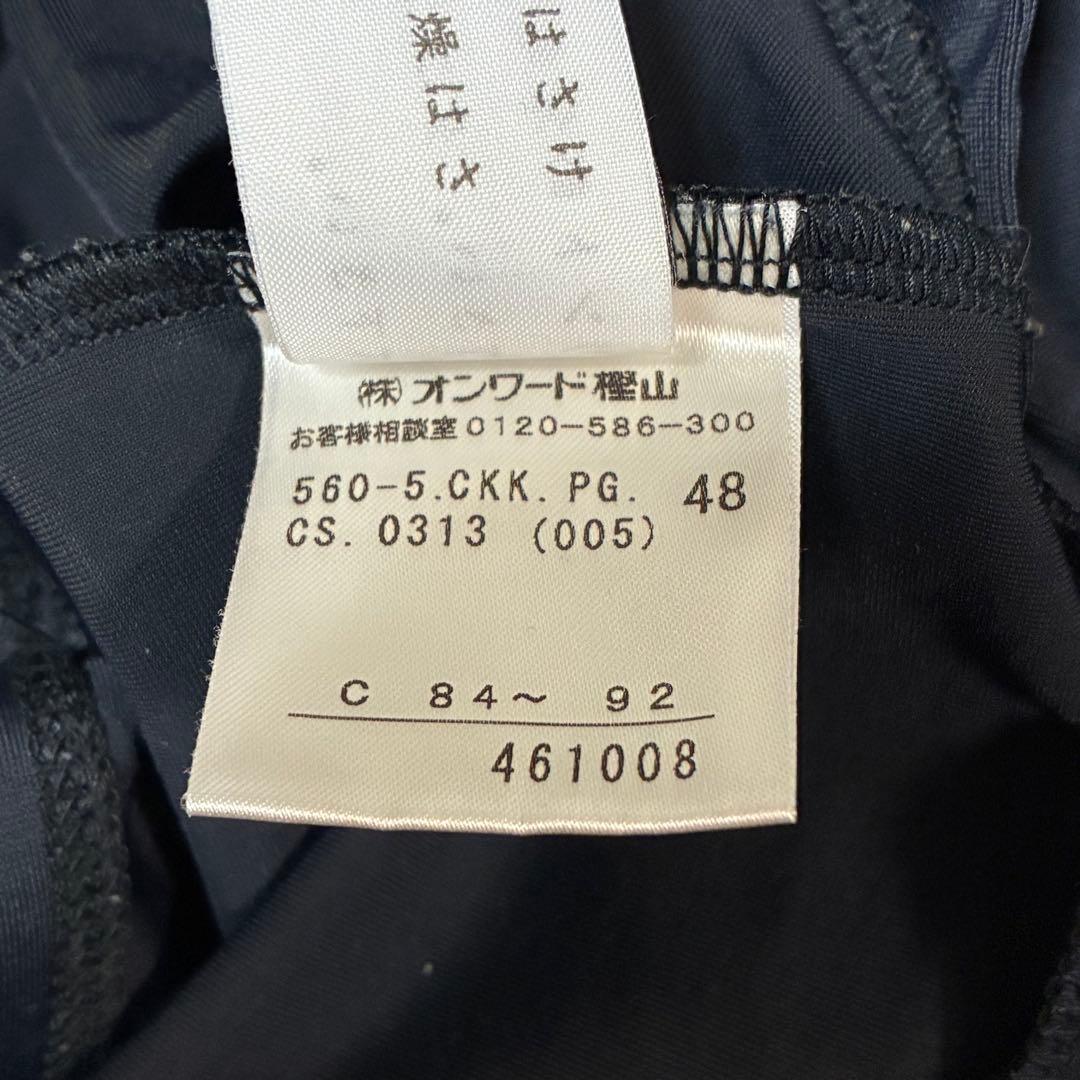 はさけ
燥はさ
(株)オンワード樫山
お客様相談室0120-586-300
560-5.CKK. PG. 48
CS. 0313 (005)
C 84～ 92
461008